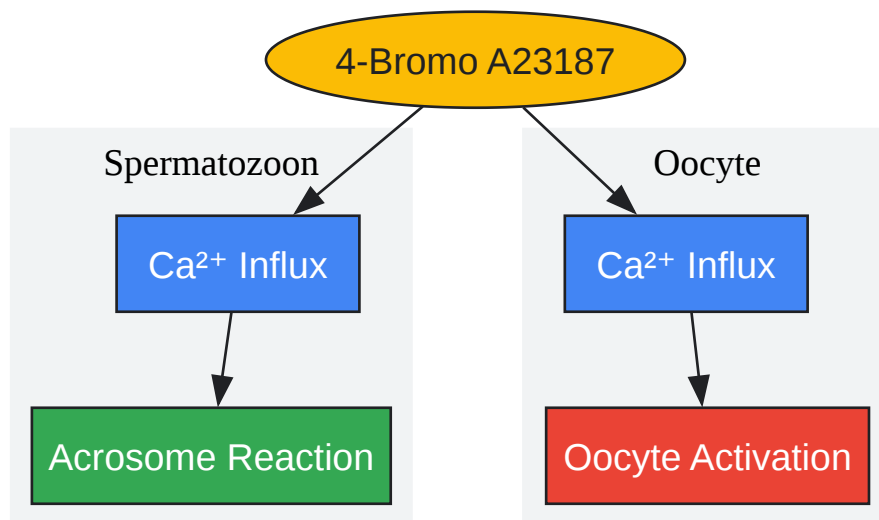 4-Bromo A23187
Spermatozoon
Oocyte
Ca²⁺ Influx
Ca²⁺ Influx
Acrosome Reaction
Oocyte Activation